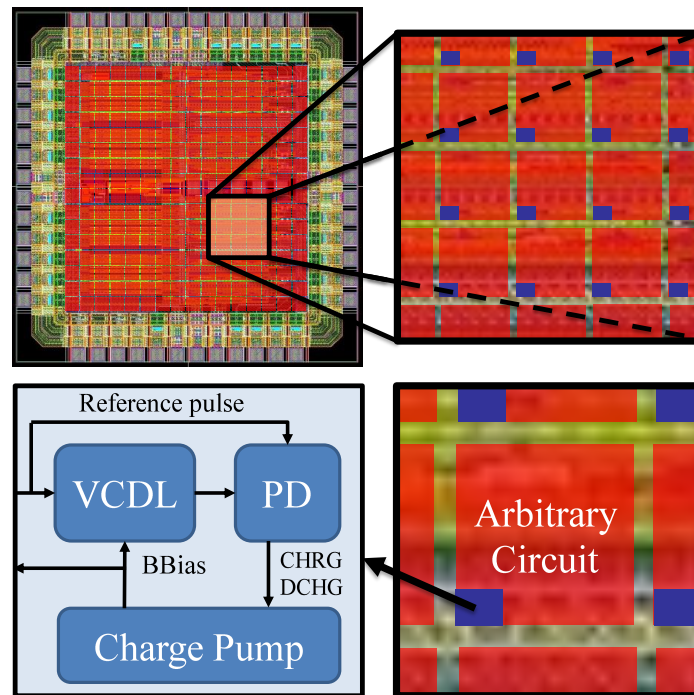 Reference pulse
VCDL
PD
BBias
CHRG
DCHG
Charge Pump
Arbitrary
Circuit